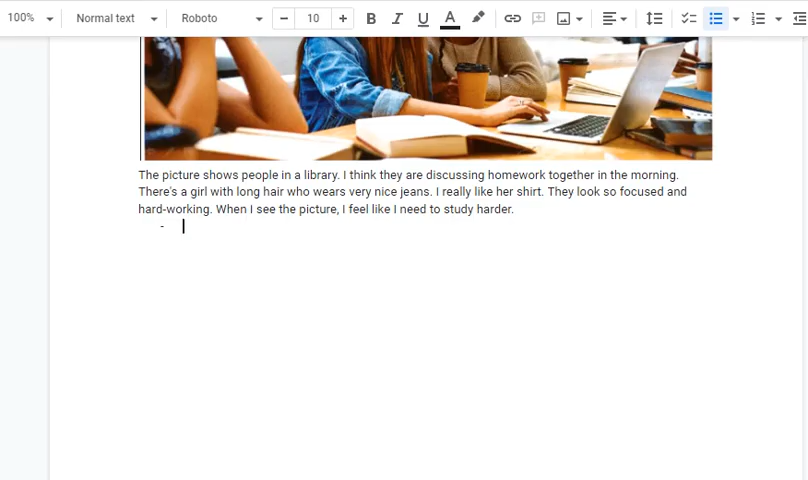 100% Normal text Roboto − 10 + B I U A
The picture shows people in a library. I think they are discussing homework together in the morning.
There's a girl with long hair who wears very nice jeans. I really like her shirt. They look so focused and
hard-working. When I see the picture, I feel like I need to study harder.
-